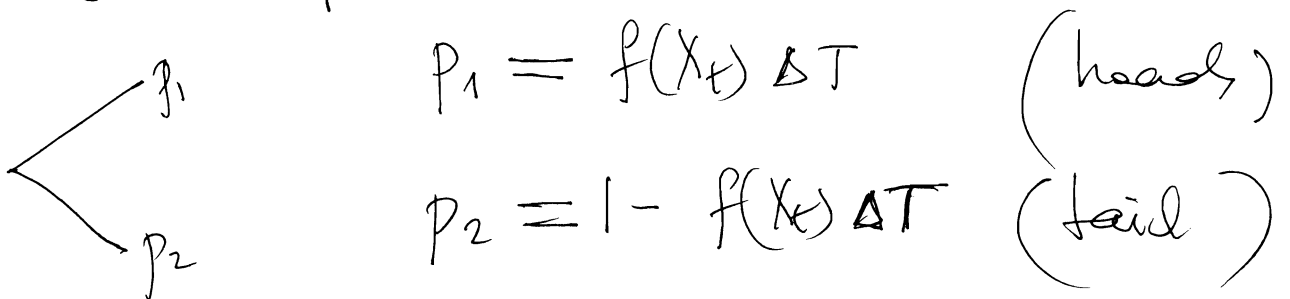 p₁
p₁ = f(Xₜ) ΔT (heads)
p₂ = 1 - f(Xₜ) ΔT (tail)
p₂